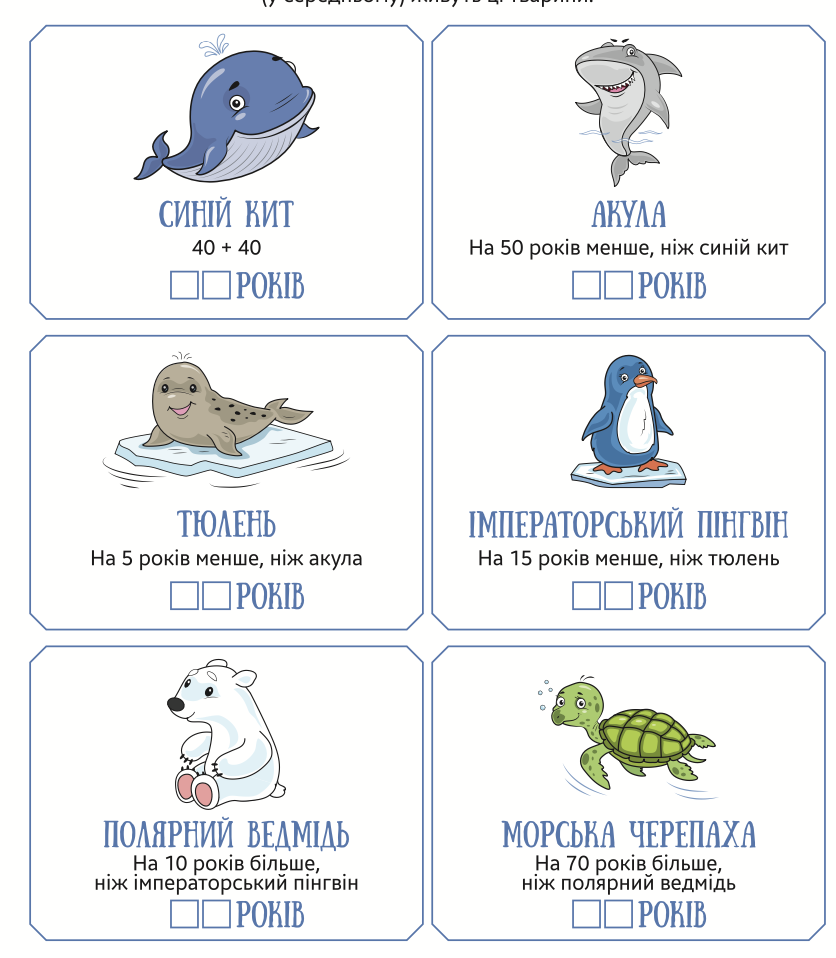 (у середньому) живуть ці тварини.
СИНІЙ КИТ
40 + 40
РОКІВ
АКУЛА
На 50 років менше, ніж синій кит
РОКІВ
ТЮЛЕНЬ
На 5 років менше, ніж акула
РОКІВ
ІМПЕРАТОРСЬКИЙ ПІНГВІН
На 15 років менше, ніж тюлень
РОКІВ
ПОЛЯРНИЙ ВЕДМІДЬ
На 10 років більше,
ніж імператорський пінгвін
РОКІВ
МОРСЬКА ЧЕРЕПАХА
На 70 років більше,
ніж полярний ведмідь
РОКІВ